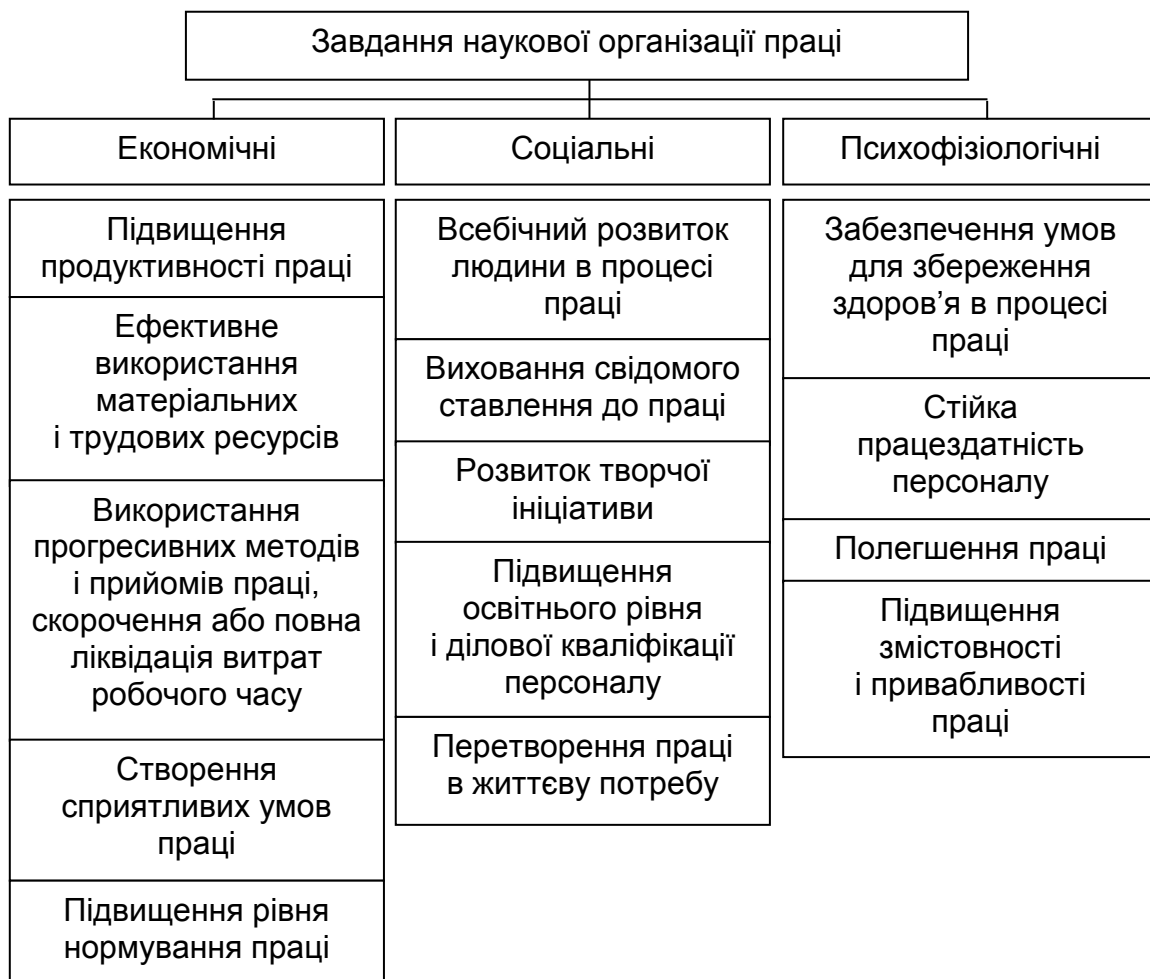 Завдання наукової організації праці
Економічні
Соціальні
Психофізіологічні
Підвищення
продуктивності праці
Ефективне
використання
матеріальних
і трудових ресурсів
Використання
прогресивних методів
і прийомів праці,
скорочення або повна
ліквідація витрат
робочого часу
Створення
сприятливих умов
праці
Підвищення рівня
нормування праці
Всебічний розвиток
людини в процесі
праці
Виховання свідомого
ставлення до праці
Розвиток творчої
ініціативи
Підвищення
освітнього рівня
і ділової кваліфікації
персоналу
Перетворення праці
в життєву потребу
Забезпечення умов
для збереження
здоров’я в процесі
праці
Стійка
працездатність
персоналу
Полегшення праці
Підвищення
змістовності
і привабливості
праці